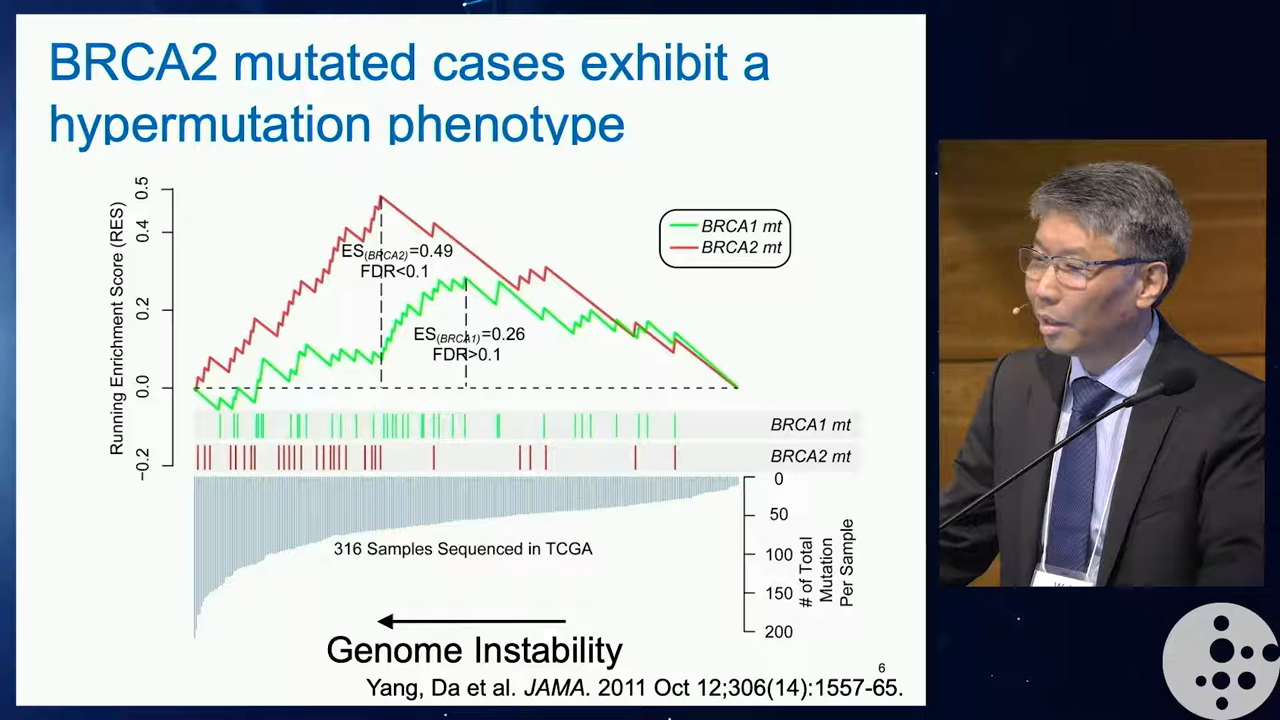 BRCA2 mutated cases exhibit a
hypermutation phenotype
Running Enrichment Score (RES)
0.5
0.4
0.2
0.0
−0.2
ES(BRCA2)=0.49
FDR<0.1
ES(BRCA1)=0.26
FDR>0.1
BRCA1 mt
BRCA2 mt
BRCA1 mt
BRCA2 mt
316 Samples Sequenced in TCGA
0
50
100
150
200
# of Total
Mutation
Per Sample
Genome Instability
6
Yang, Da et al. JAMA. 2011 Oct 12;306(14):1557-65.